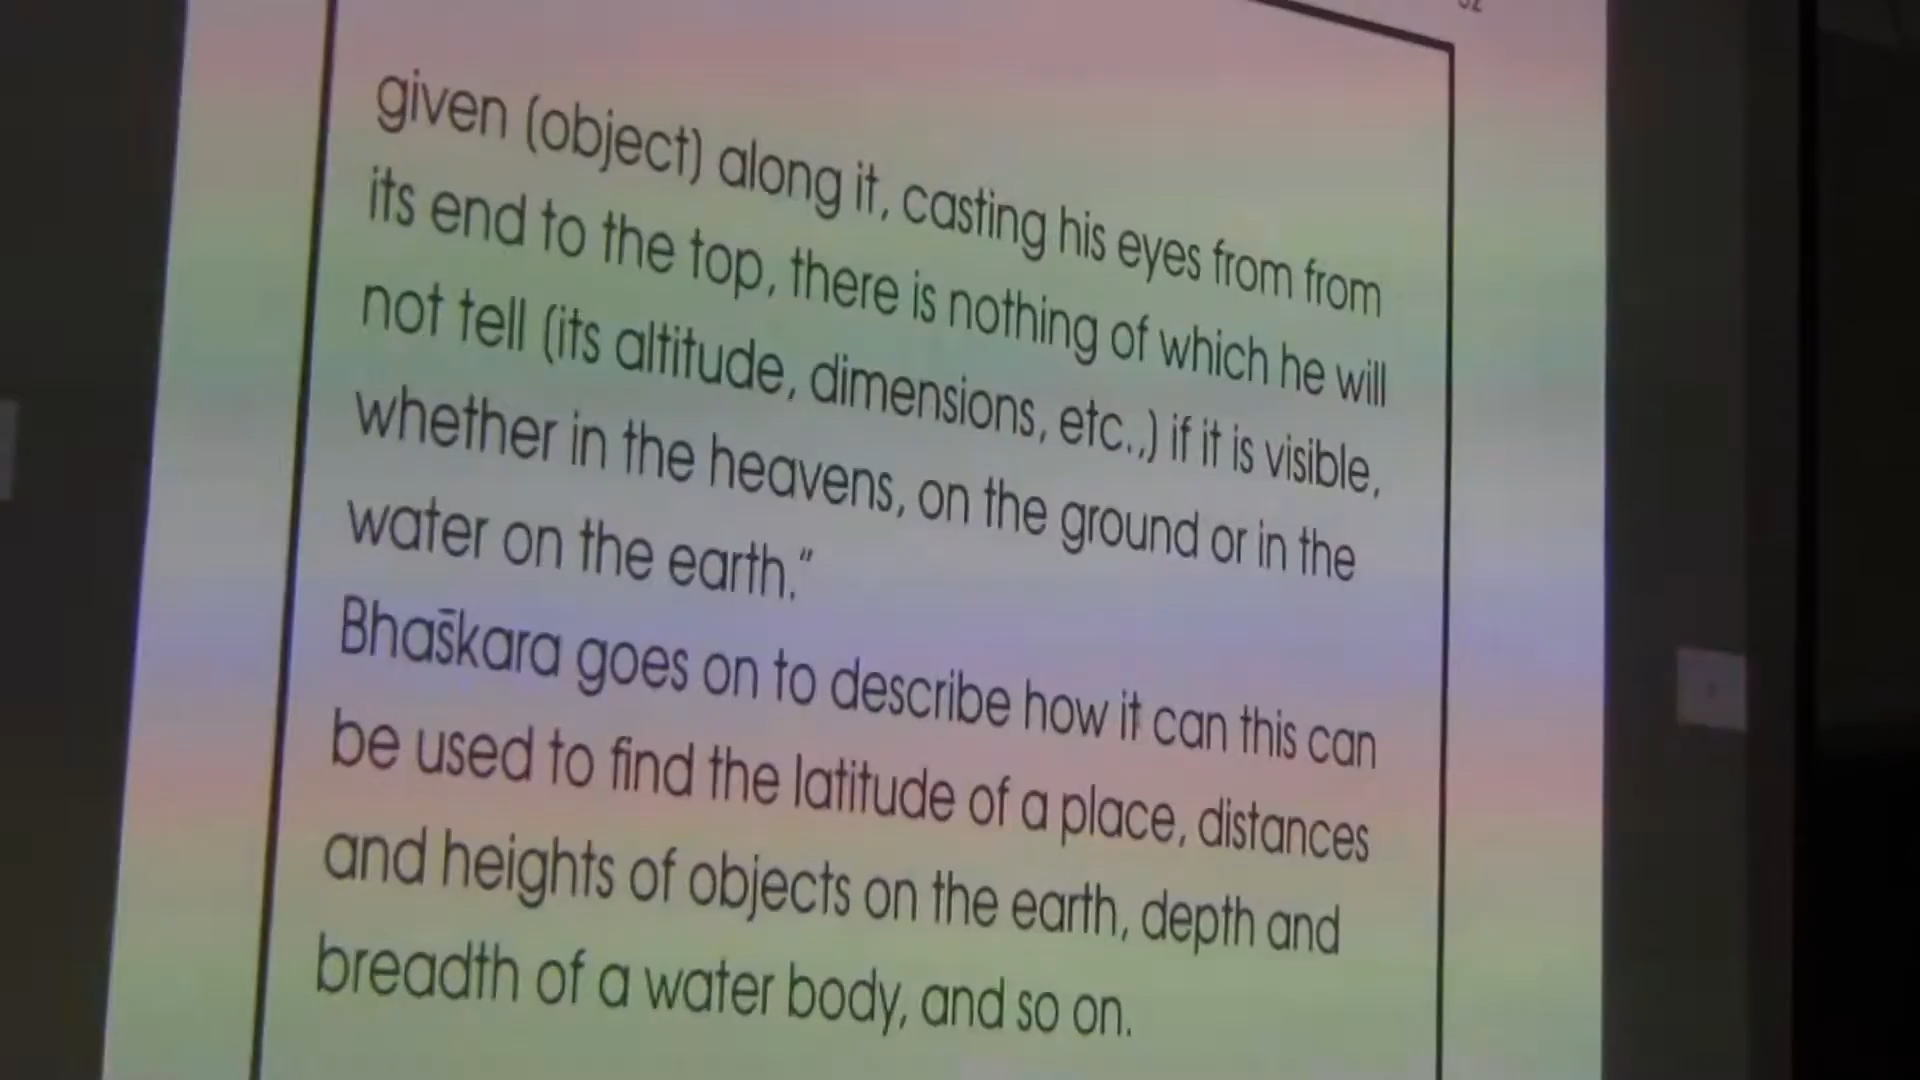 given (object) along it, casting his eyes from from
its end to the top, there is nothing of which he will
not tell (its altitude, dimensions, etc.,) if it is visible,
whether in the heavens, on the ground or in the
water on the earth."
Bhas̄kara goes on to describe how it can this can
be used to find the latitude of a place, distances
and heights of objects on the earth, depth and
breadth of a water body, and so on.